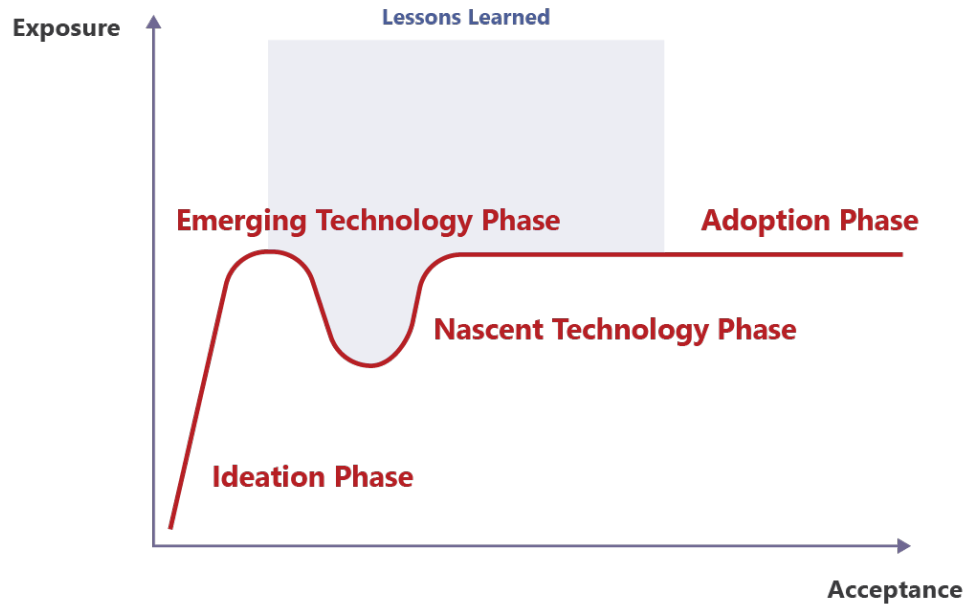 Lessons Learned
Exposure
Emerging Technology Phase
Adoption Phase
Nascent Technology Phase
Ideation Phase
Acceptance